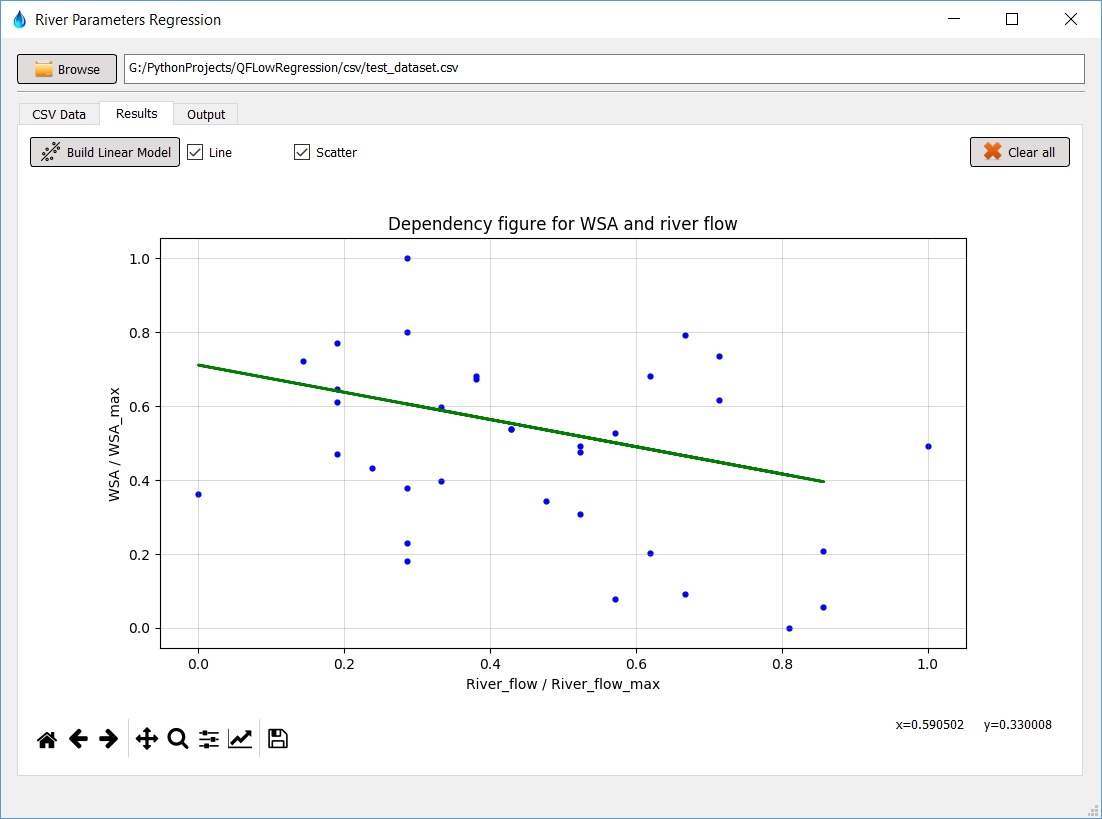 River Parameters Regression
Browse
G:/PythonProjects/QFLowRegression/csv/test_dataset.csv
CSV Data
Results
Output
Build Linear Model
Line
Scatter
Clear all
Dependency figure for WSA and river flow
WSA / WSA_max
1.0
0.8
0.6
0.4
0.2
0.0
0.0 0.2 0.4 0.6 0.8 1.0
River_flow / River_flow_max
x=0.590502 y=0.330008